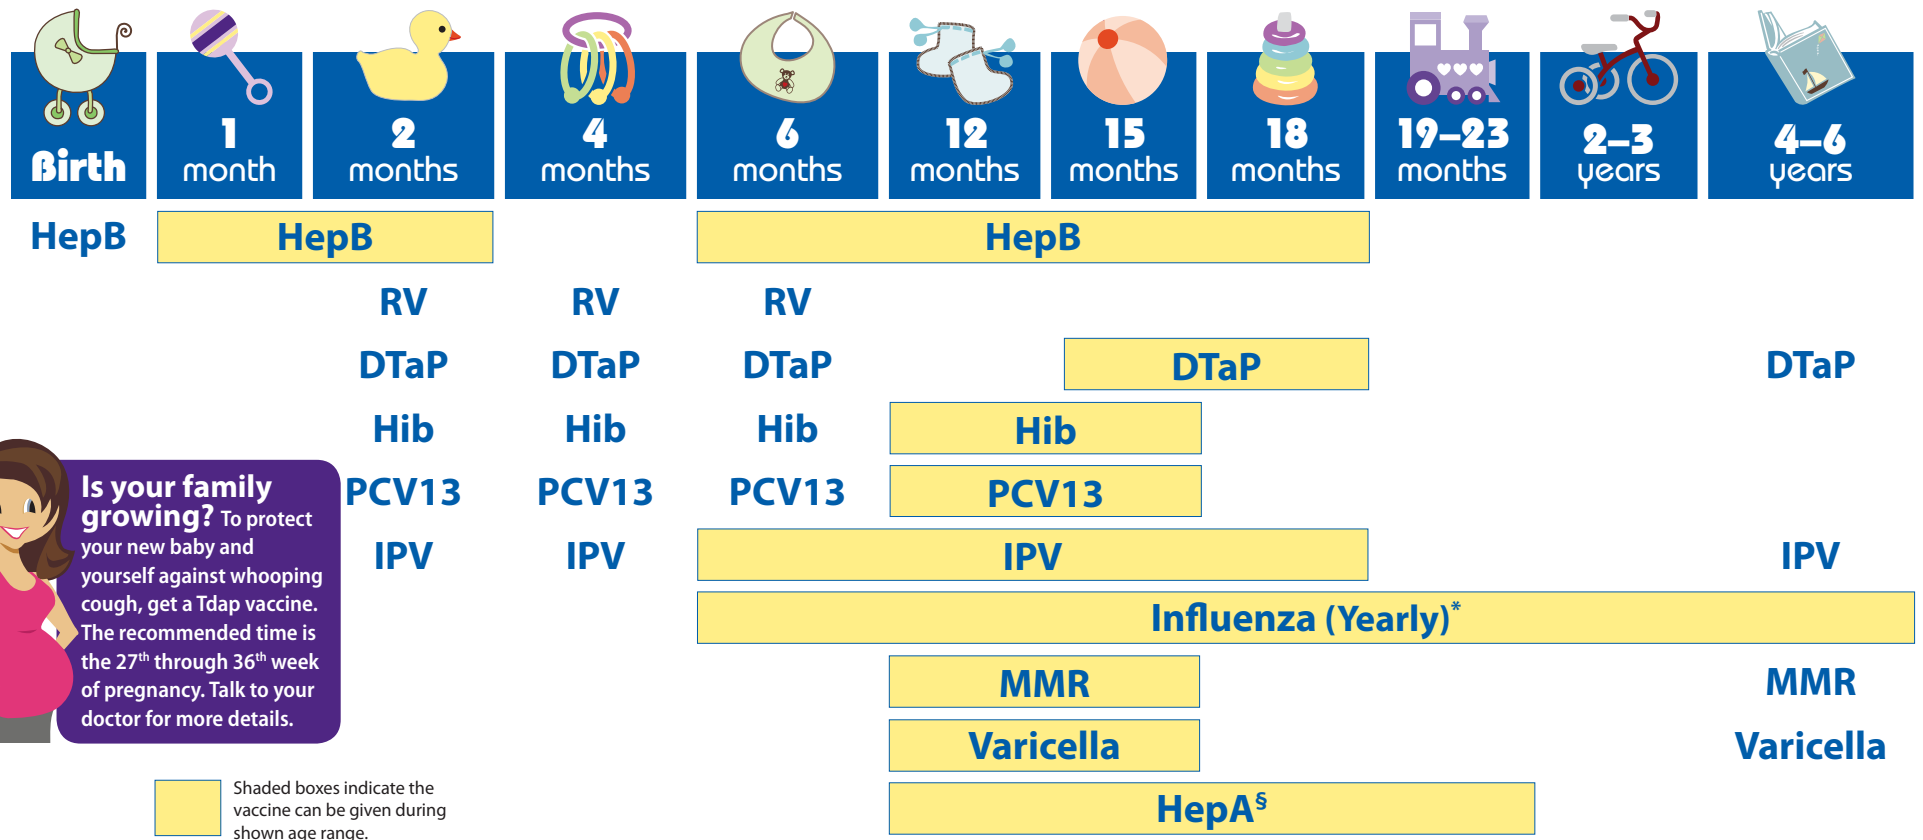 Birth
1
month
2
months
4
months
6
months
12
months
15
months
18
months
19–23
months
2–3
years
4–6
years
HepB HepB HepB
RV RV RV
DTaP DTaP DTaP DTaP DTaP
Hib Hib Hib Hib
PCV13 PCV13 PCV13 PCV13
IPV IPV IPV IPV
Influenza (Yearly)*
MMR MMR
Varicella Varicella
HepA§
Is your family
growing? To protect
your new baby and
yourself against whooping
cough, get a Tdap vaccine.
The recommended time is
the 27th through 36th week
of pregnancy. Talk to your
doctor for more details.
Shaded boxes indicate the
vaccine can be given during
shown age range.